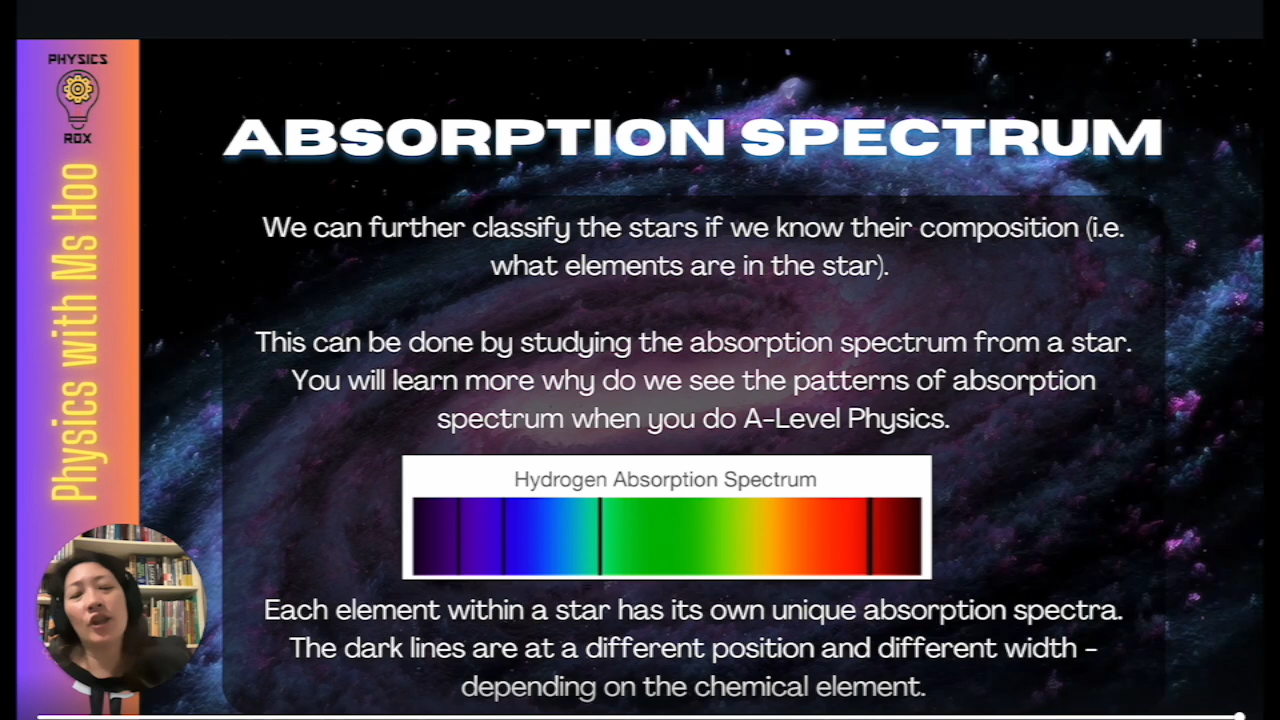 PHYSICS
ROX
Physics with Ms Hoo
ABSORPTION SPECTRUM
We can further classify the stars if we know their composition (i.e.
what elements are in the star).
This can be done by studying the absorption spectrum from a star.
You will learn more why do we see the patterns of absorption
spectrum when you do A-Level Physics.
Hydrogen Absorption Spectrum
Each element within a star has its own unique absorption spectra.
The dark lines are at a different position and different width -
depending on the chemical element.